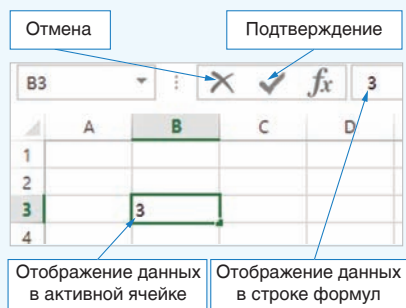 Отмена
Подтверждение
B3
fx
3
A
B
C
D
1
2
3
3
4
Отображение данных
в активной ячейке
Отображение данных
в строке формул